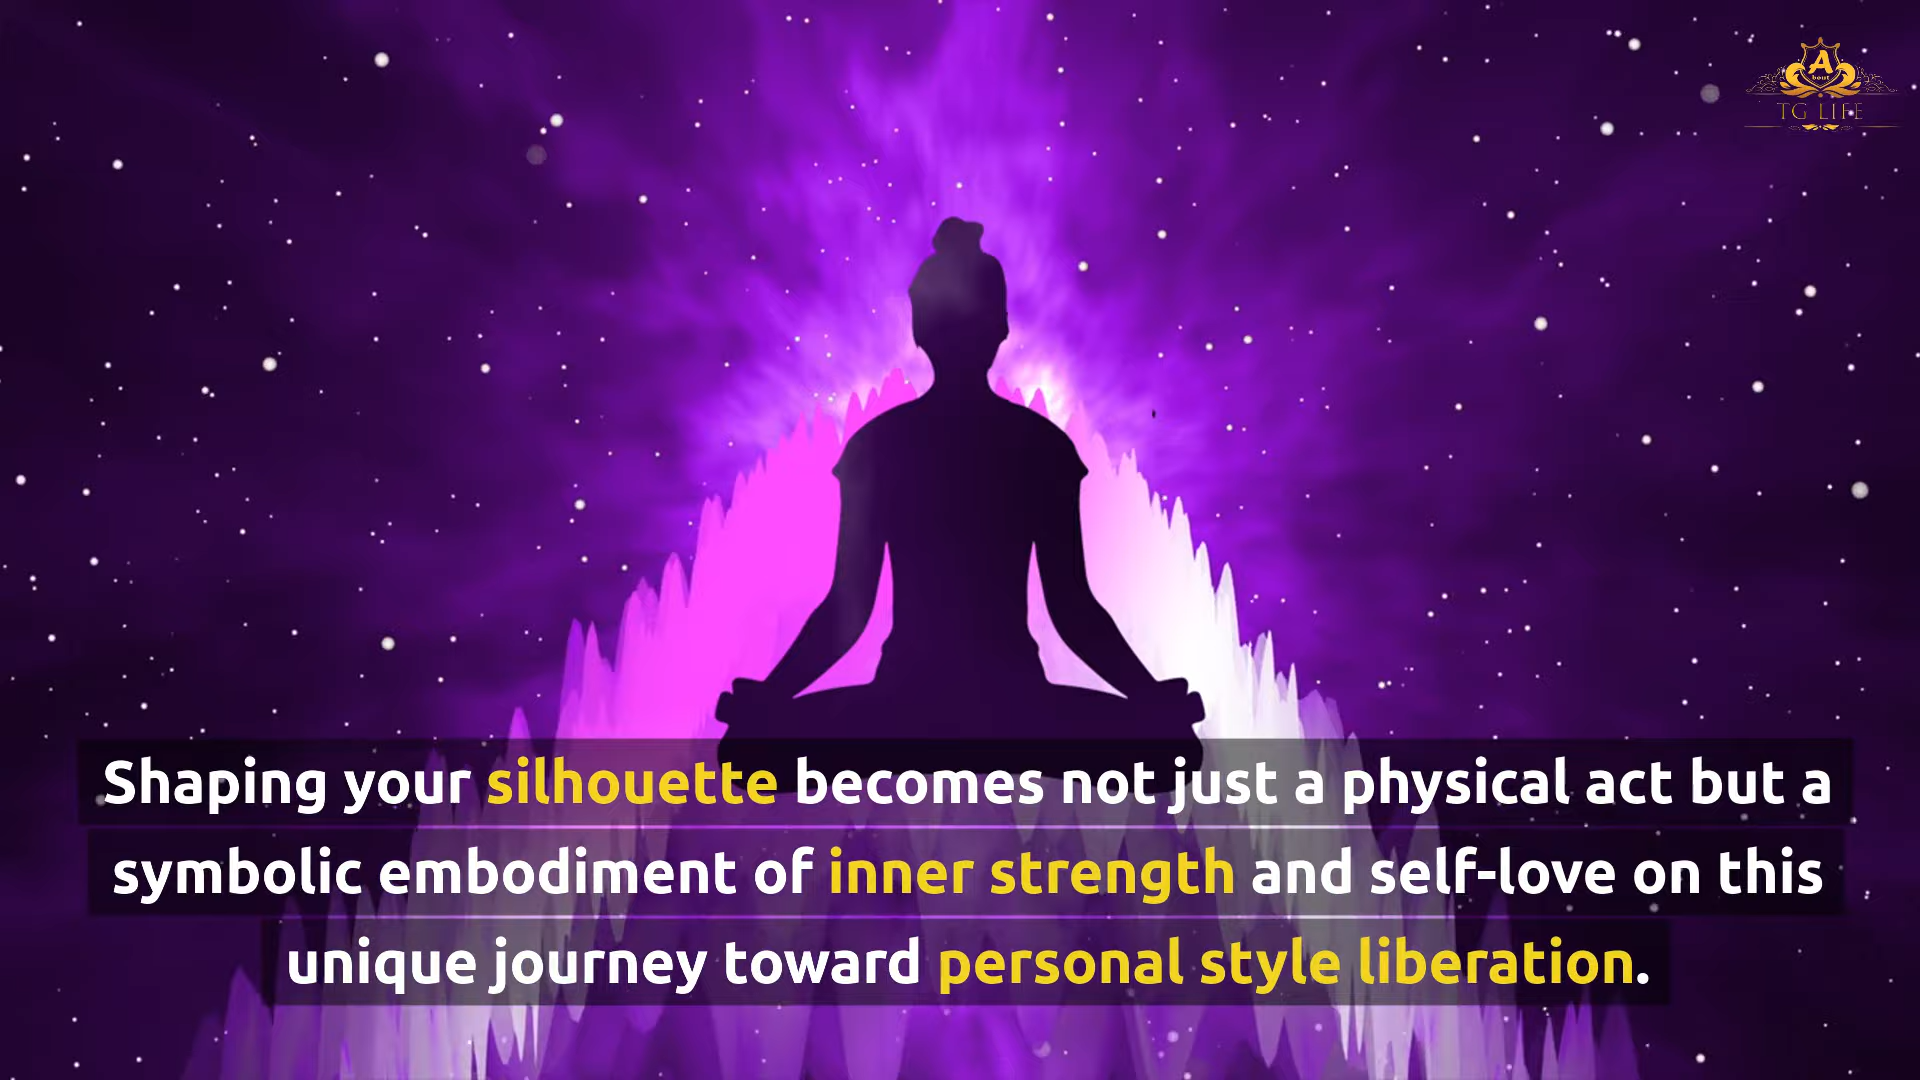 A
bout
TG LIFE
Shaping your silhouette becomes not just a physical act but a
symbolic embodiment of inner strength and self-love on this
unique journey toward personal style liberation.